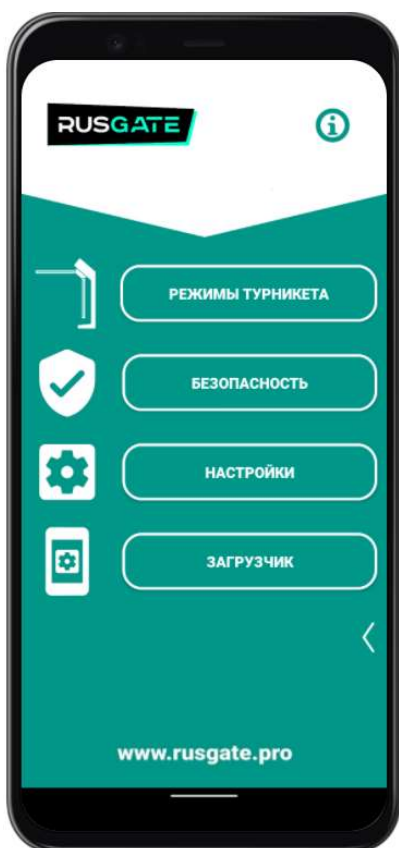 RUSGATE
РЕЖИМЫ ТУРНИКЕТА
БЕЗОПАСНОСТЬ
НАСТРОЙКИ
ЗАГРУЗЧИК
www.rusgate.pro